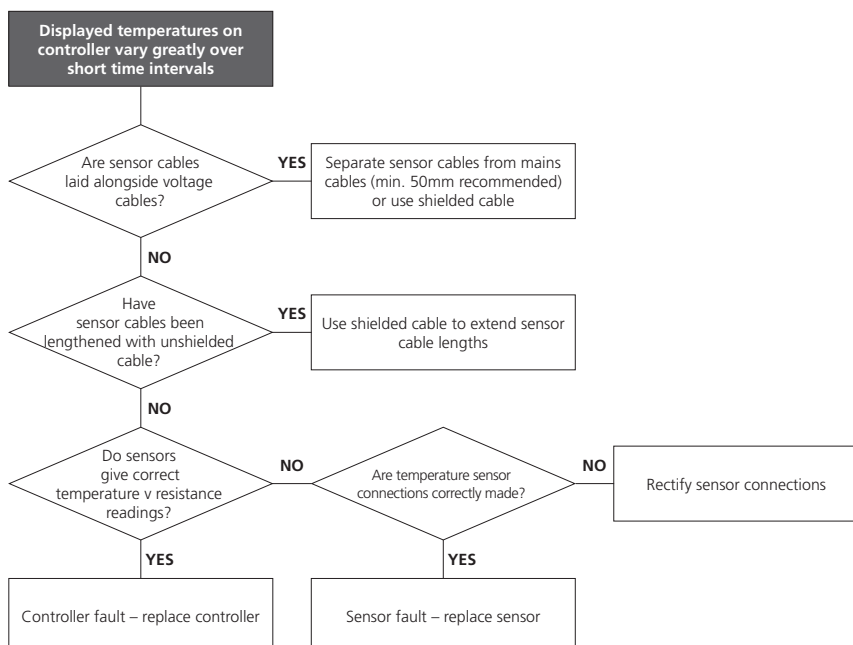 Displayed temperatures on
controller vary greatly over
short time intervals
Are sensor cables
laid alongside voltage
cables?
YES
Separate sensor cables from mains
cables (min. 50mm recommended)
or use shielded cable
NO
Have
sensor cables been
lengthened with unshielded
cable?
YES
Use shielded cable to extend sensor
cable lengths
NO
Do sensors
give correct
temperature v resistance
readings?
NO
Are temperature sensor
connections correctly made?
NO
Rectify sensor connections
YES
YES
Controller fault – replace controller
Sensor fault – replace sensor